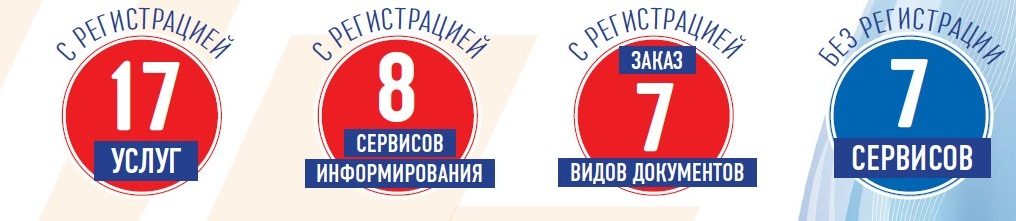 С РЕГИСТРАЦИЕЙ
17
УСЛУГ
С РЕГИСТРАЦИЕЙ
8
СЕРВИСОВ
ИНФОРМИРОВАНИЯ
С РЕГИСТРАЦИЕЙ
ЗАКАЗ
7
ВИДОВ ДОКУМЕНТОВ
БЕЗ РЕГИСТРАЦИИ
7
СЕРВИСОВ